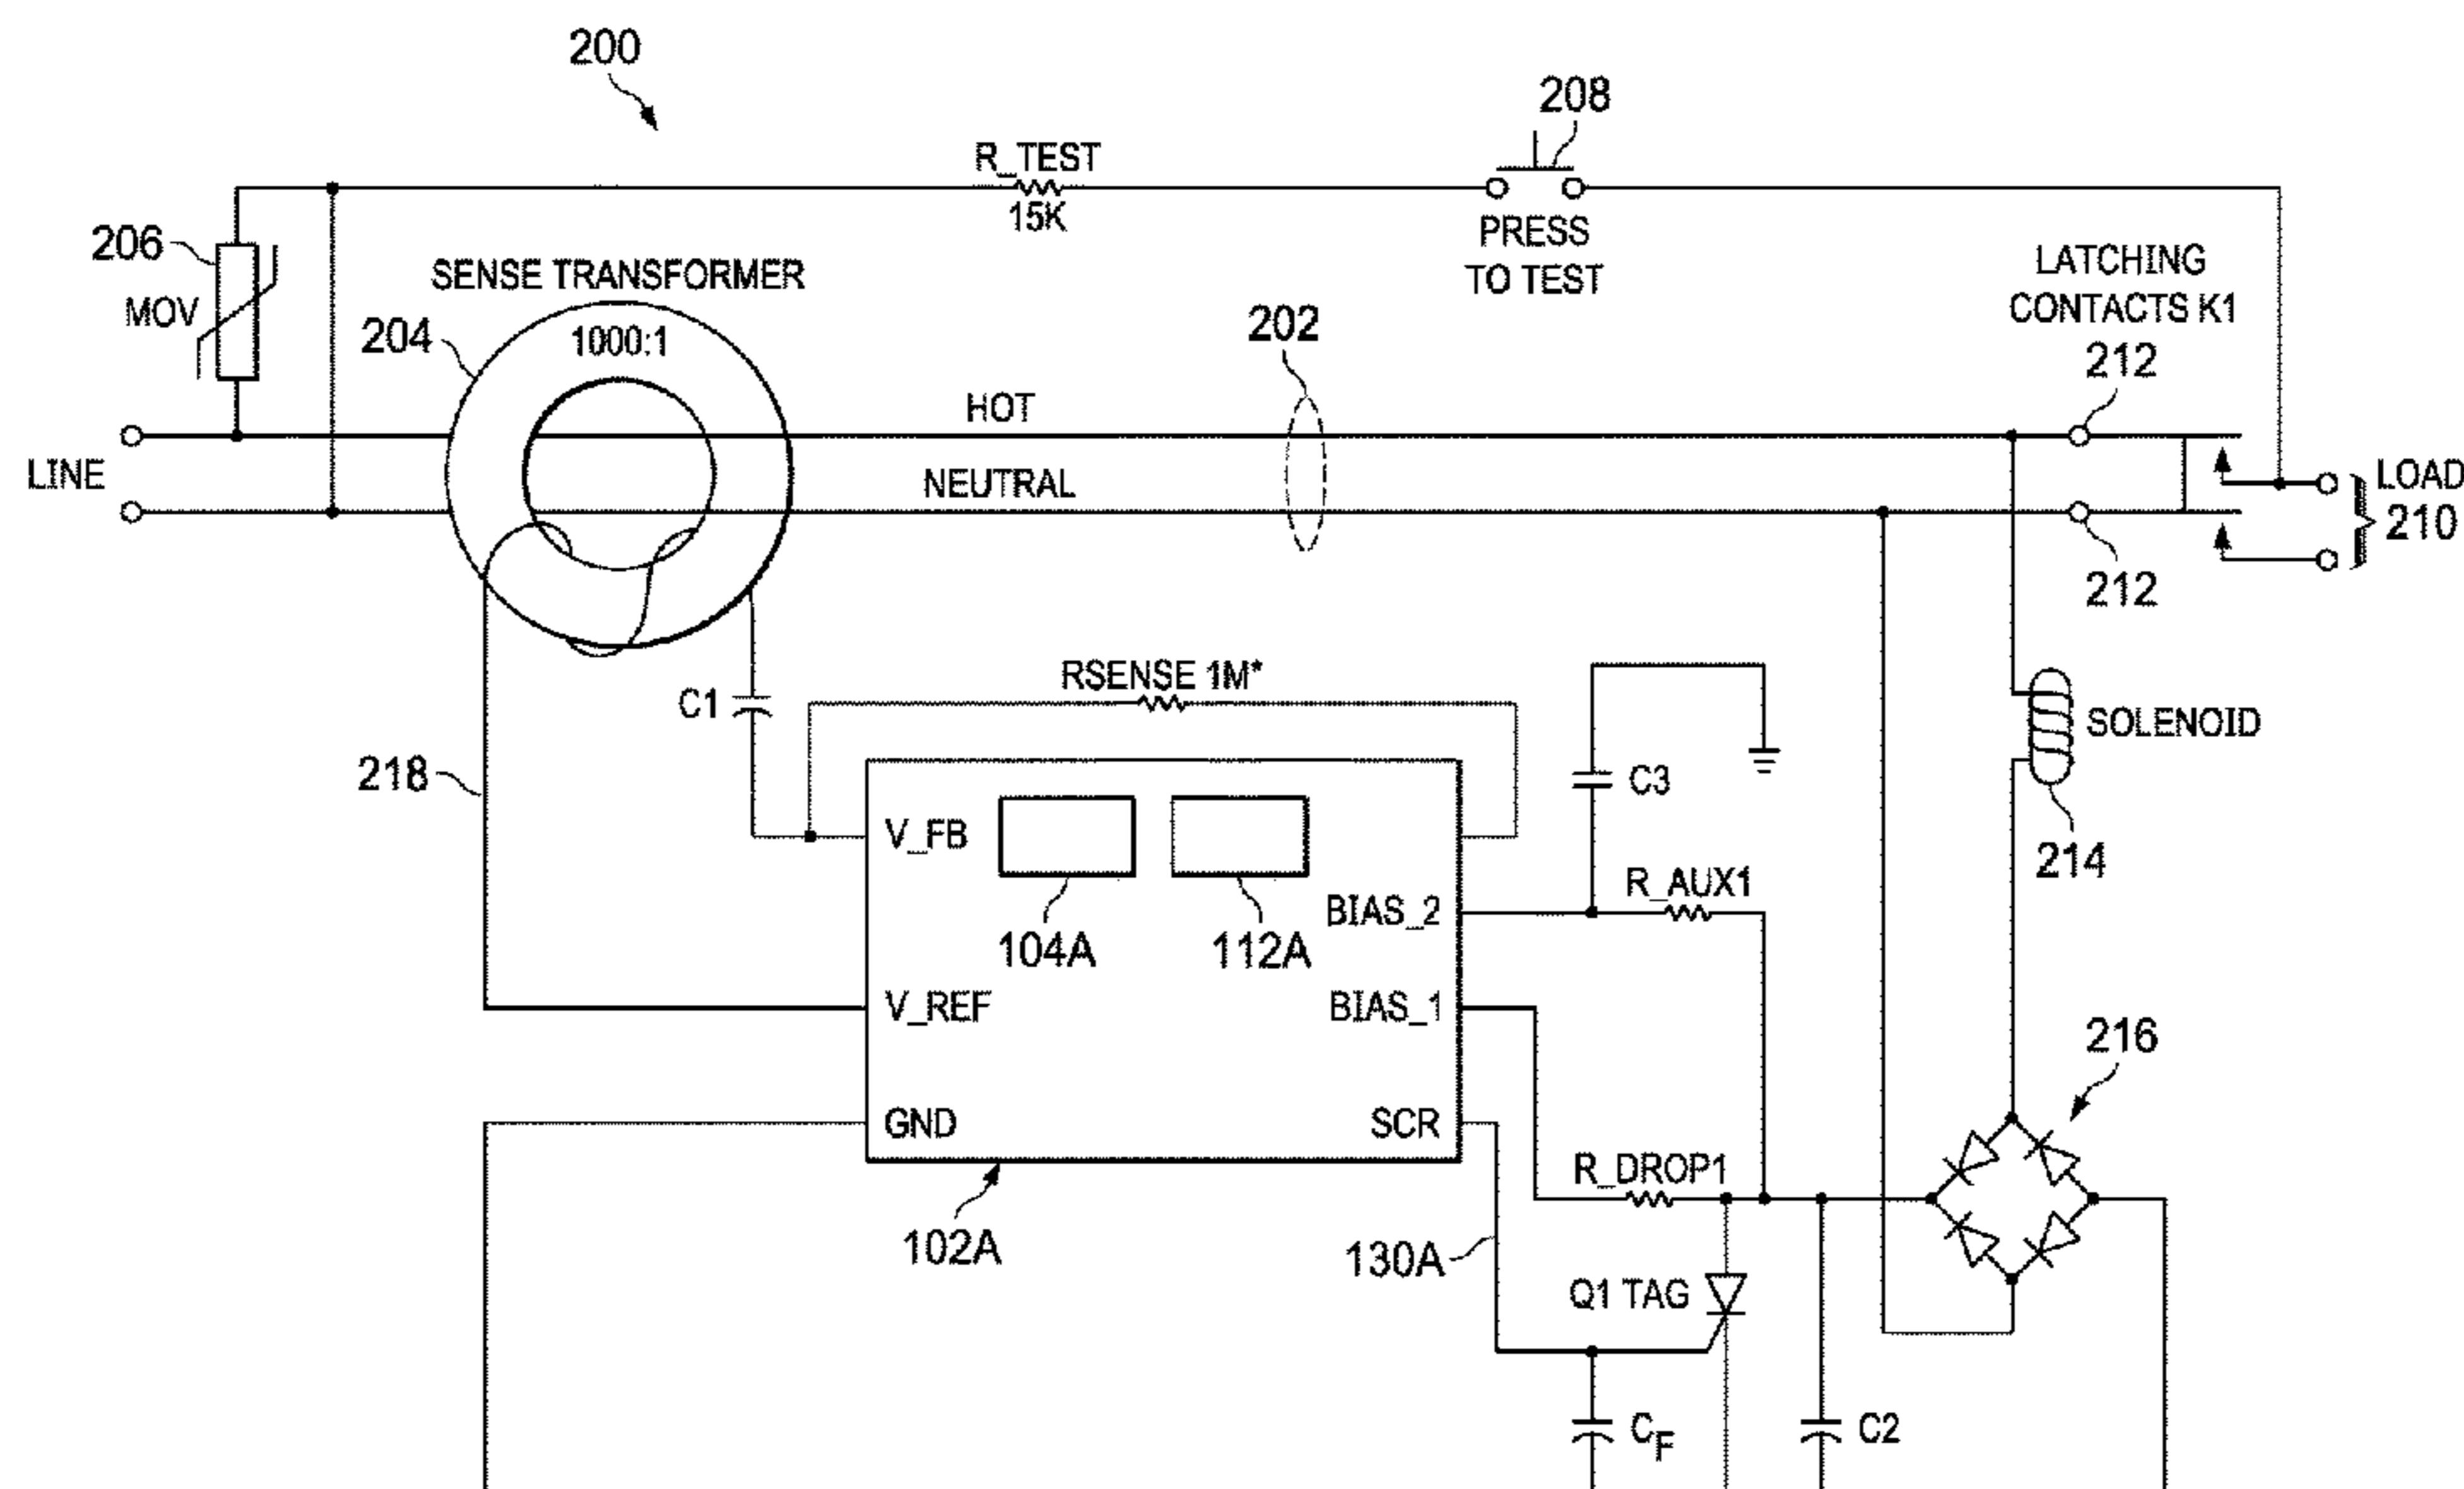 200
208
R_TEST
15K
PRESS
TO TEST
206
MOV
SENSE TRANSFORMER
1000:1
204
202
LATCHING
CONTACTS K1
212
HOT
LINE
NEUTRAL
LOAD
210
212
RSENSE 1M*
C1
C3
SOLENOID
218
214
V_FB
104A
112A
R_AUX1
BIAS_2
V_REF
BIAS_1
216
GND
SCR
R_DROP1
102A
130A
Q1 TAG
CF
C2